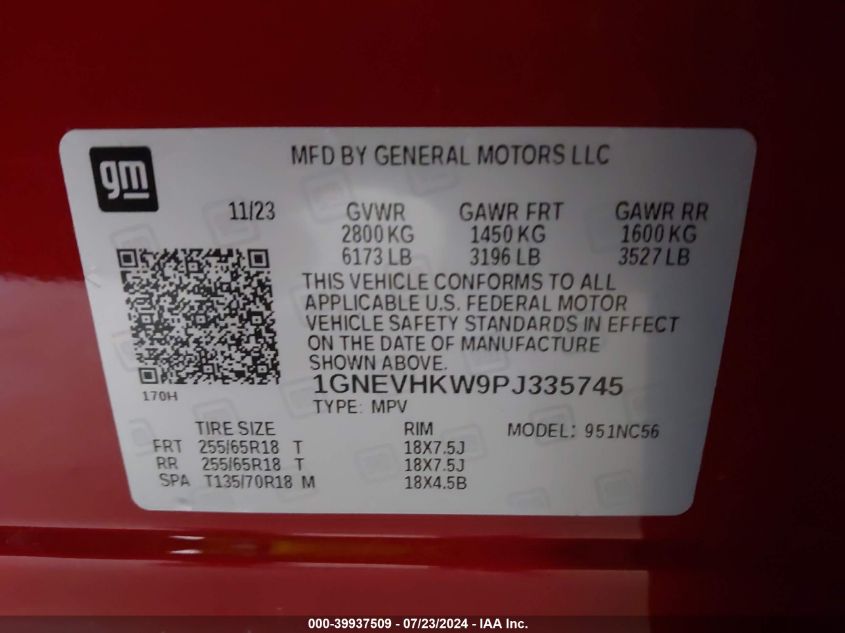 gm
MFD BY GENERAL MOTORS LLC
11/23 GVWR GAWR FRT GAWR RR
2800 KG 1450 KG 1600 KG
6173 LB 3196 LB 3527 LB
THIS VEHICLE CONFORMS TO ALL
APPLICABLE U.S. FEDERAL MOTOR
VEHICLE SAFETY STANDARDS IN EFFECT
ON THE DATE OF MANUFACTURE
SHOWN ABOVE.
1GNEVHKW9PJ335745
170H
TYPE: MPV
TIRE SIZE RIM MODEL: 951NC56
FRT 255/65R18 T 18X7.5J
RR 255/65R18 T 18X7.5J
SPA T135/70R18 M 18X4.5B
000-39937509 - 07/23/2024 - IAA Inc.